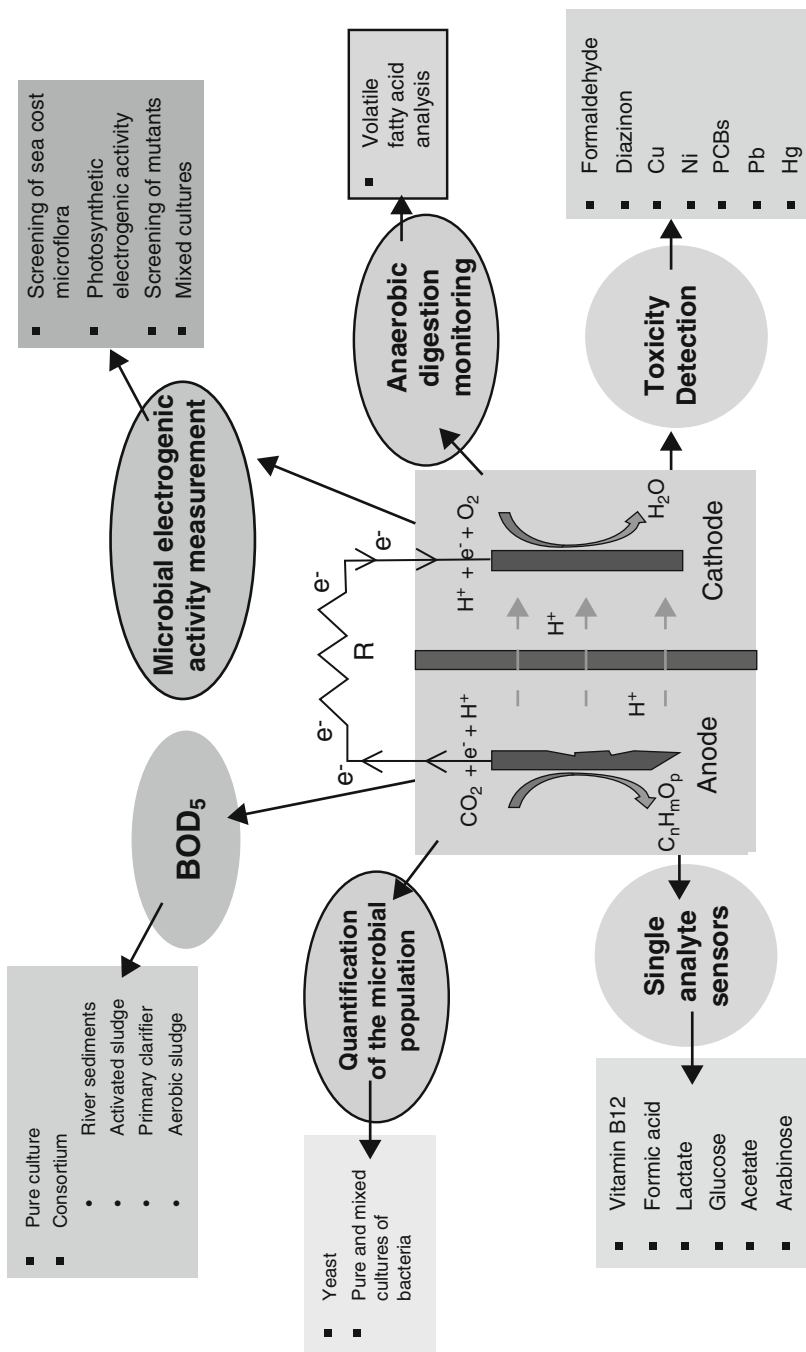 ■ Pure culture
■ Consortium
• River sediments
• Activated sludge
• Primary clarifier
• Aerobic sludge
BOD5
Microbial electrogenic
activity measurement
■ Screening of sea cost
microflora
■ Photosynthetic
electrogenic activity
■ Screening of mutants
■ Mixed cultures
■ Yeast
■ Pure and mixed
cultures of
bacteria
Quantification
of the microbial
population
e-
e-
R
e-
e-
CO2 + e- + H+
H+ + e- + O2
H+
H+
CnHmOp
H2O
Anode
Cathode
Anaerobic
digestion
monitoring
■ Volatile
fatty acid
analysis
■ Vitamin B12
■ Formic acid
■ Lactate
■ Glucose
■ Acetate
■ Arabinose
Single
analyte
sensors
Toxicity
Detection
■ Formaldehyde
■ Diazinon
■ Cu
■ Ni
■ PCBs
■ Pb
■ Hg